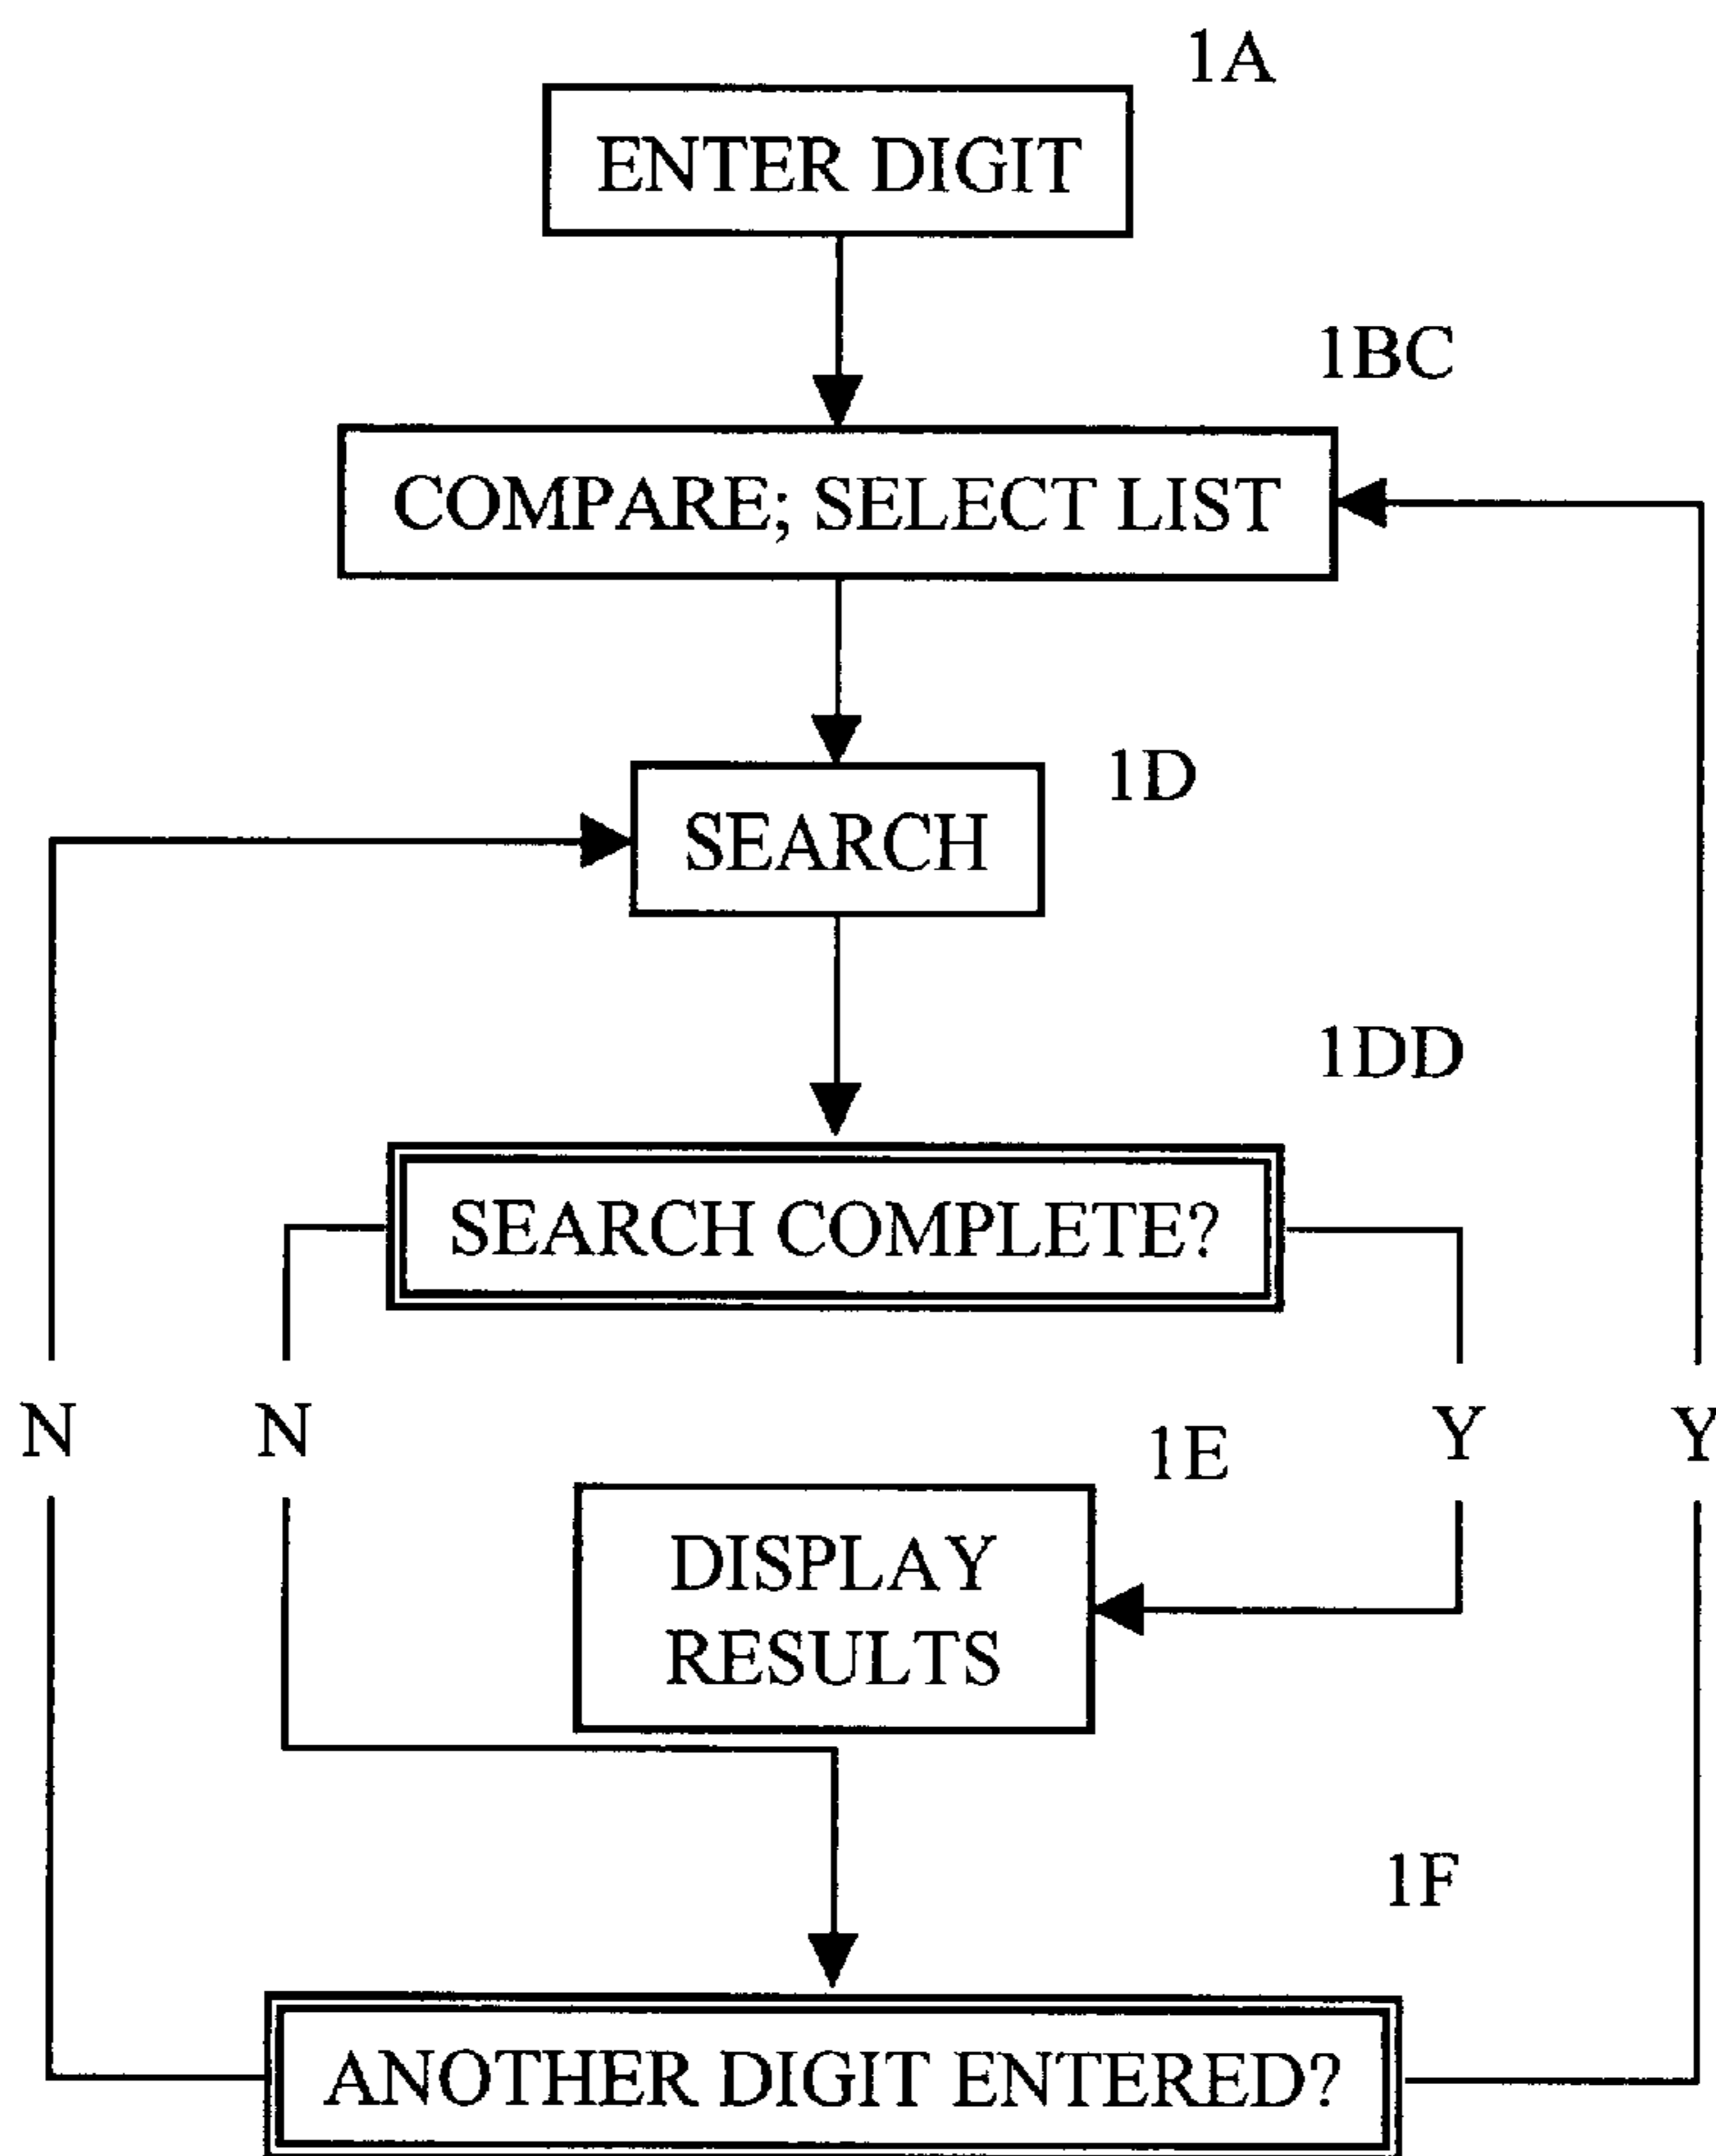 1A
ENTER DIGIT
1BC
COMPARE; SELECT LIST
1D
SEARCH
1DD
SEARCH COMPLETE?
N
N
Y
Y
1E
DISPLAY
RESULTS
1F
ANOTHER DIGIT ENTERED?